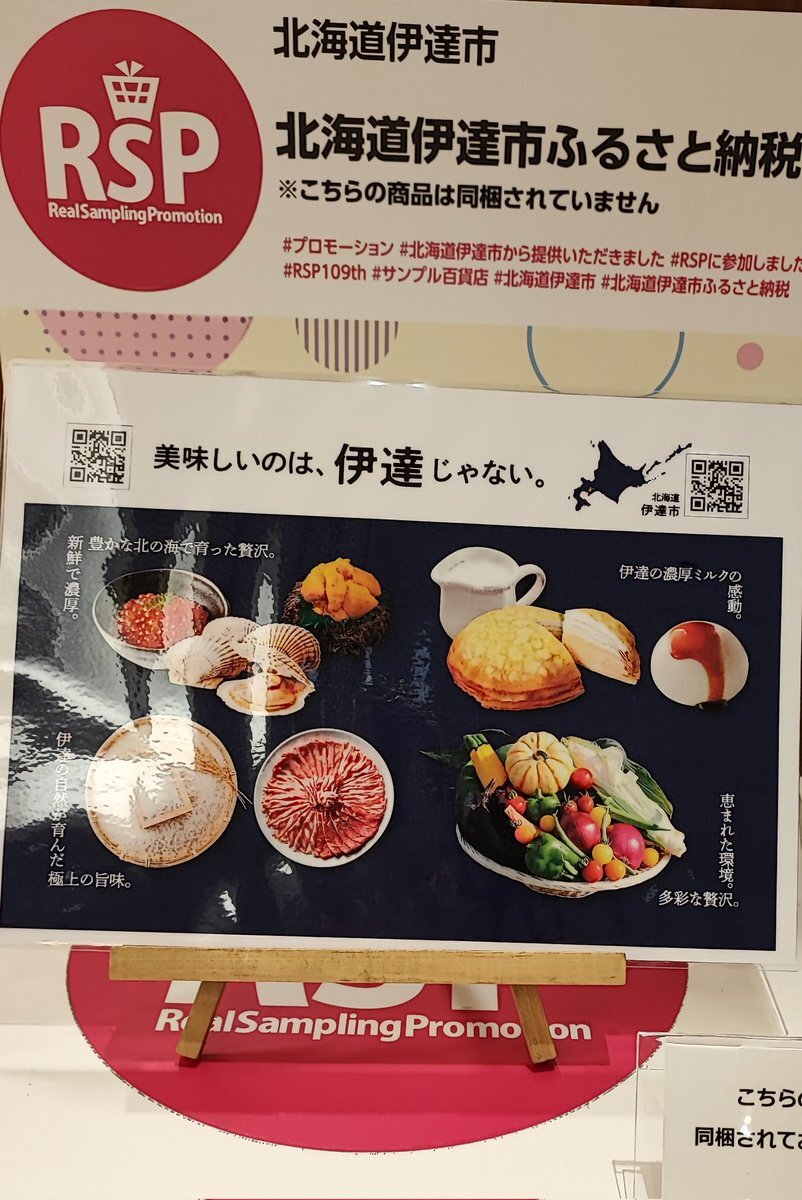 RSP
RealSamplingPromotion
北海道伊達市
北海道伊達市ふるさと納税
※こちらの商品は同梱されていません
#プロモーション #北海道伊達市から提供いただきました #RSPに参加しました
#RSP109th #サンプル百貨店 #北海道伊達市 #北海道伊達市ふるさと納税
美味しいのは、伊達じゃない。
北海道
伊達市
豊かな北の海で育った贅沢。
新鮮で濃厚。
伊達の濃厚ミルクの
感動。
伊達の自然が育んだ
極上の旨味。
恵まれた環境。
多彩な贅沢。
RSP
RealSamplingPromotion
こちらの
同梱されて